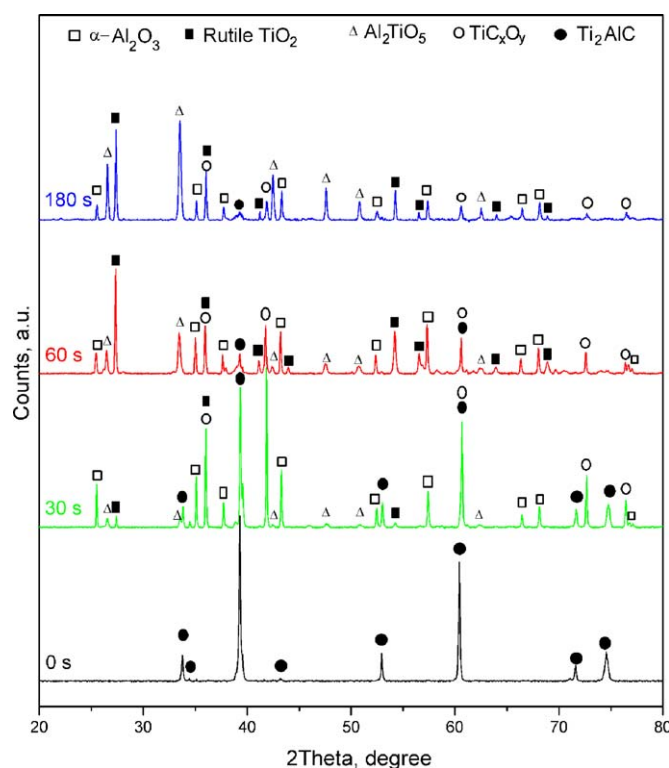 α-Al₂O₃ Rutile TiO₂ Al₂TiO₅ TiCₓOᵧ Ti₂AlC
180 s
60 s
30 s
0 s
Counts, a.u.
20 30 40 50 60 70 80
2Theta, degree